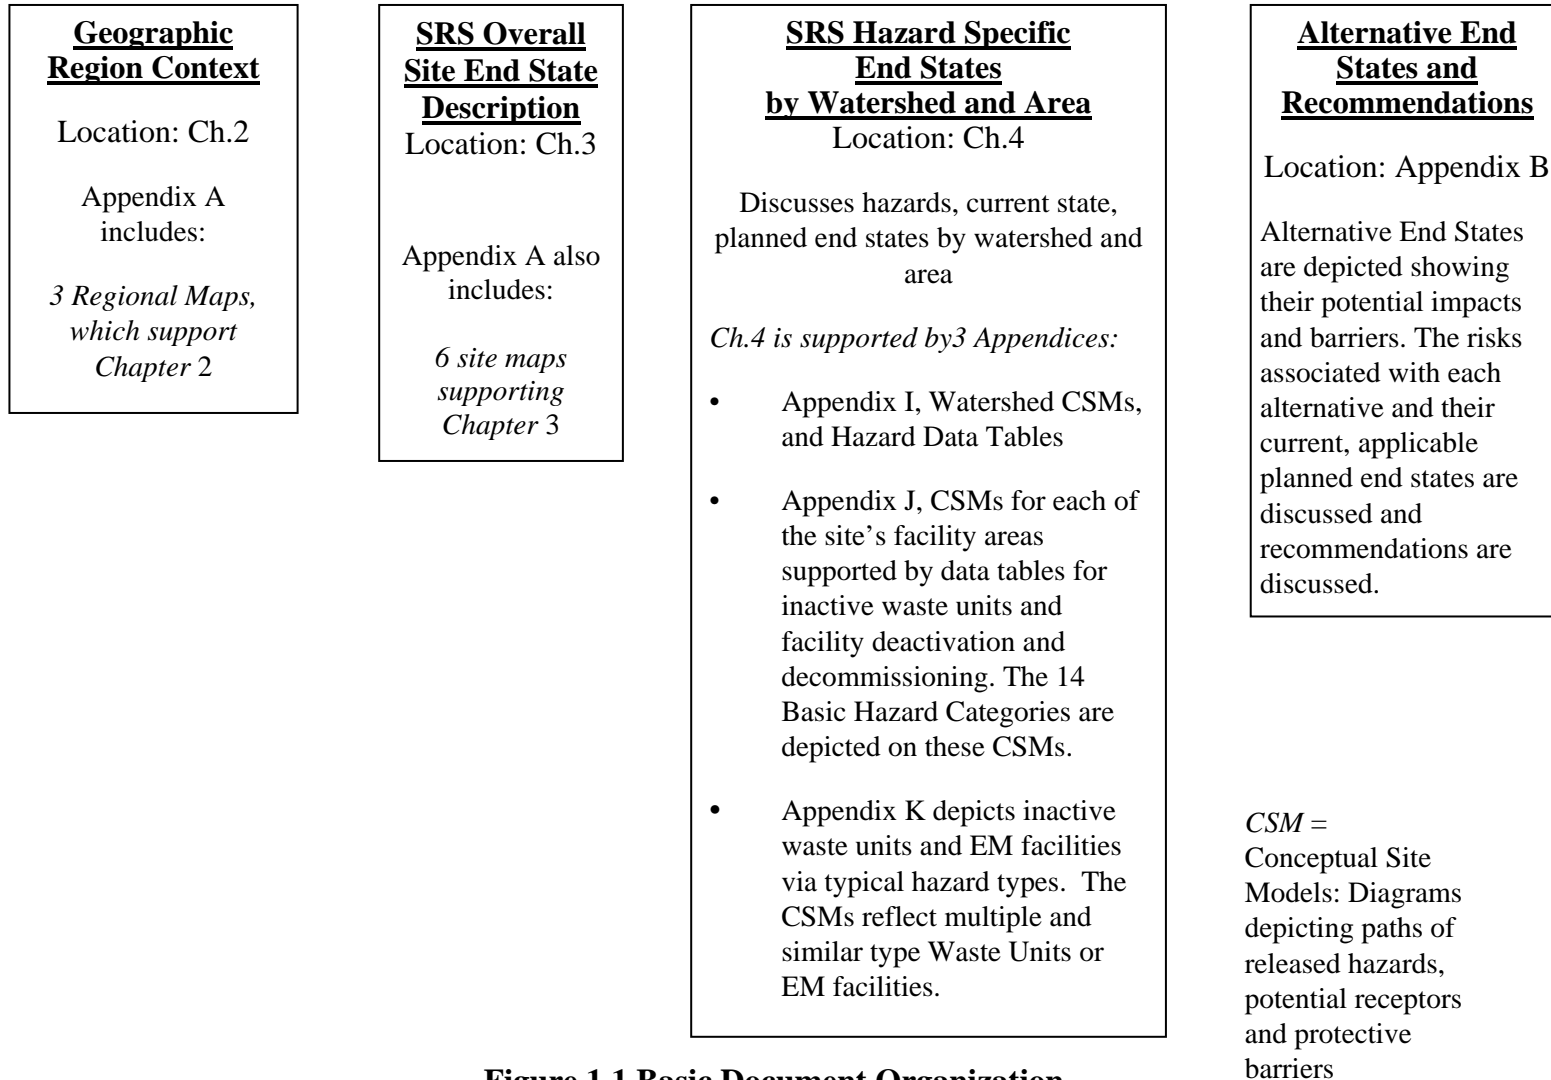 Geographic
Region Context
Location: Ch.2
Appendix A
includes:
3 Regional Maps,
which support
Chapter 2
SRS Overall
Site End State
Description
Location: Ch.3
Appendix A also
includes:
6 site maps
supporting
Chapter 3
SRS Hazard Specific
End States
by Watershed and Area
Location: Ch.4
Discusses hazards, current state,
planned end states by watershed and
area
Ch.4 is supported by3 Appendices:
• Appendix I, Watershed CSMs,
and Hazard Data Tables
• Appendix J, CSMs for each of
the site’s facility areas
supported by data tables for
inactive waste units and
facility deactivation and
decommissioning. The 14
Basic Hazard Categories are
depicted on these CSMs.
• Appendix K depicts inactive
waste units and EM facilities
via typical hazard types. The
CSMs reflect multiple and
similar type Waste Units or
EM facilities.
Alternative End
States and
Recommendations
Location: Appendix B
Alternative End States
are depicted showing
their potential impacts
and barriers. The risks
associated with each
alternative and their
current, applicable
planned end states are
discussed and
recommendations are
discussed.
CSM =
Conceptual Site
Models: Diagrams
depicting paths of
released hazards,
potential receptors
and protective
barriers
Figure 1.1 Basic Document Organization